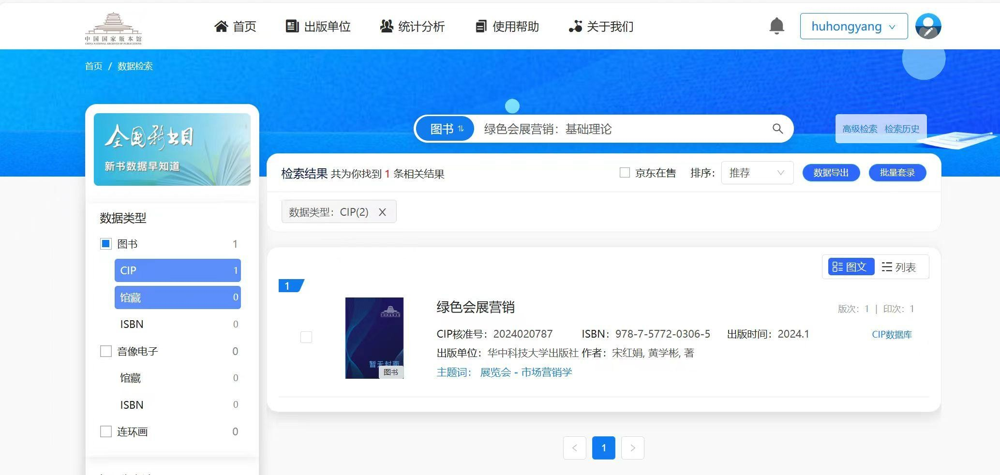 中国国家版本馆
CHINA NATIONAL ARCHIVES OF PUBLICATIONS
首页 出版单位 统计分析 使用帮助 关于我们 huhongyang
首页 / 数据检索
全国新书目
新书数据早知道
图书 绿色会展营销：基础理论 高级检索 检索历史
检索结果 共为你找到 1 条相关结果 京东在售 排序： 推荐 数据导出 批量套录
数据类型：CIP(2) X
数据类型
图书 1
CIP 1
馆藏 0
ISBN 0
音像电子 0
馆藏 0
ISBN 0
连环画 0
图文 列表
1
中国国家版本馆
暂无封面
图书
绿色会展营销 版次：1 | 印次：1
CIP核准号：2024020787 ISBN：978-7-5772-0306-5 出版时间：2024.1 CIP数据库
出版单位：华中科技大学出版社 作者：宋红娟, 黄学彬, 著
主题词： 展览会 - 市场营销学
< 1 >